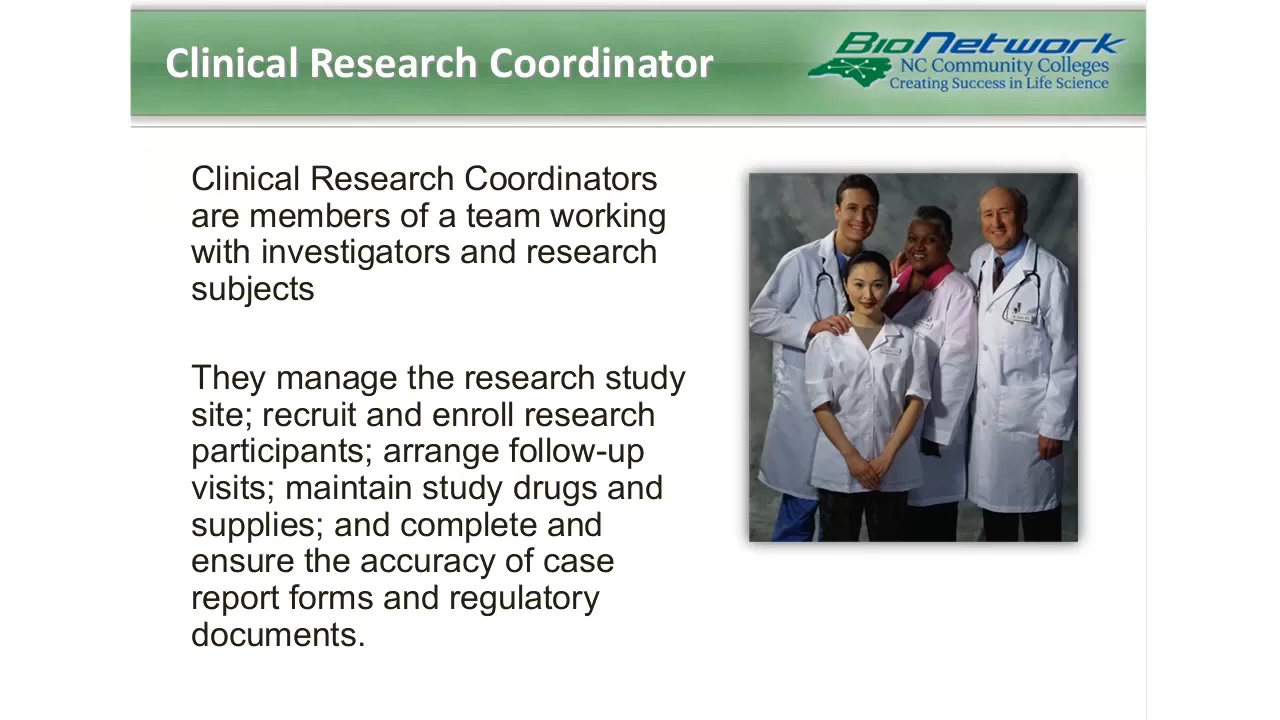 Clinical Research Coordinator
BioNetwork
NC Community Colleges
Creating Success in Life Science
Clinical Research Coordinators
are members of a team working
with investigators and research
subjects
They manage the research study
site; recruit and enroll research
participants; arrange follow-up
visits; maintain study drugs and
supplies; and complete and
ensure the accuracy of case
report forms and regulatory
documents.